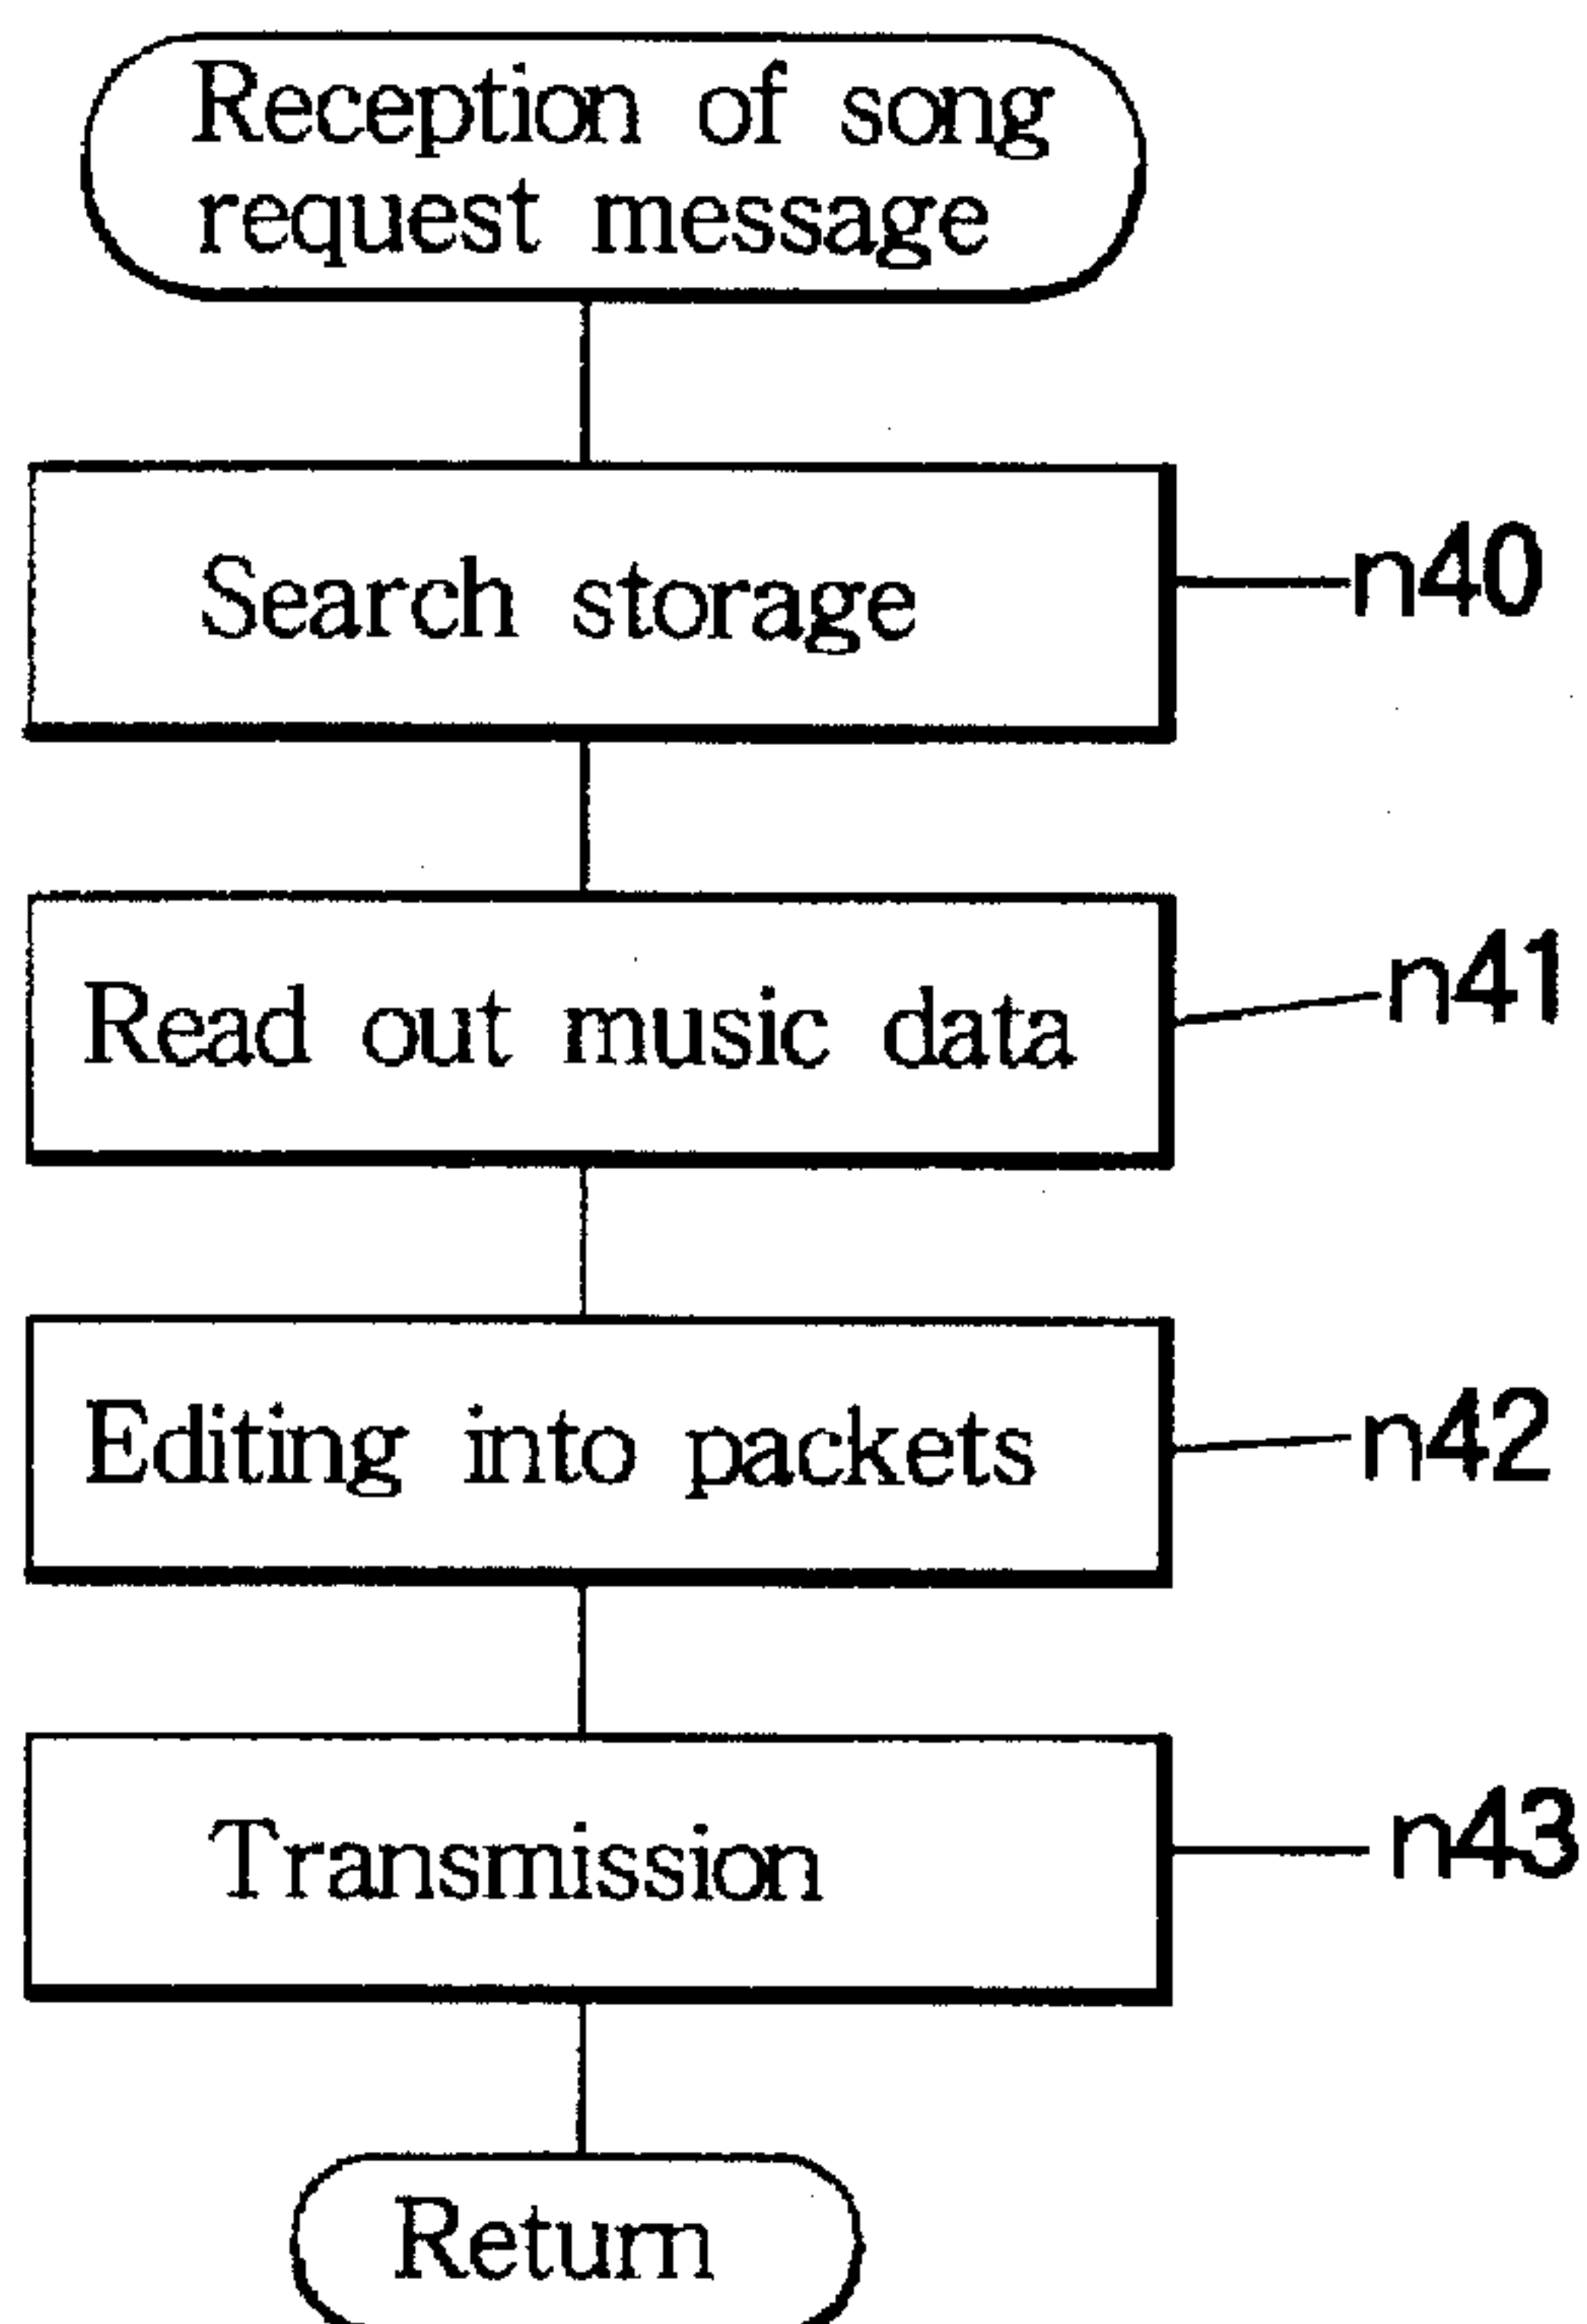 Reception of song
request message
Search storage
n40
Read out music data
n41
Editing into packets
n42
Transmission
n43
Return